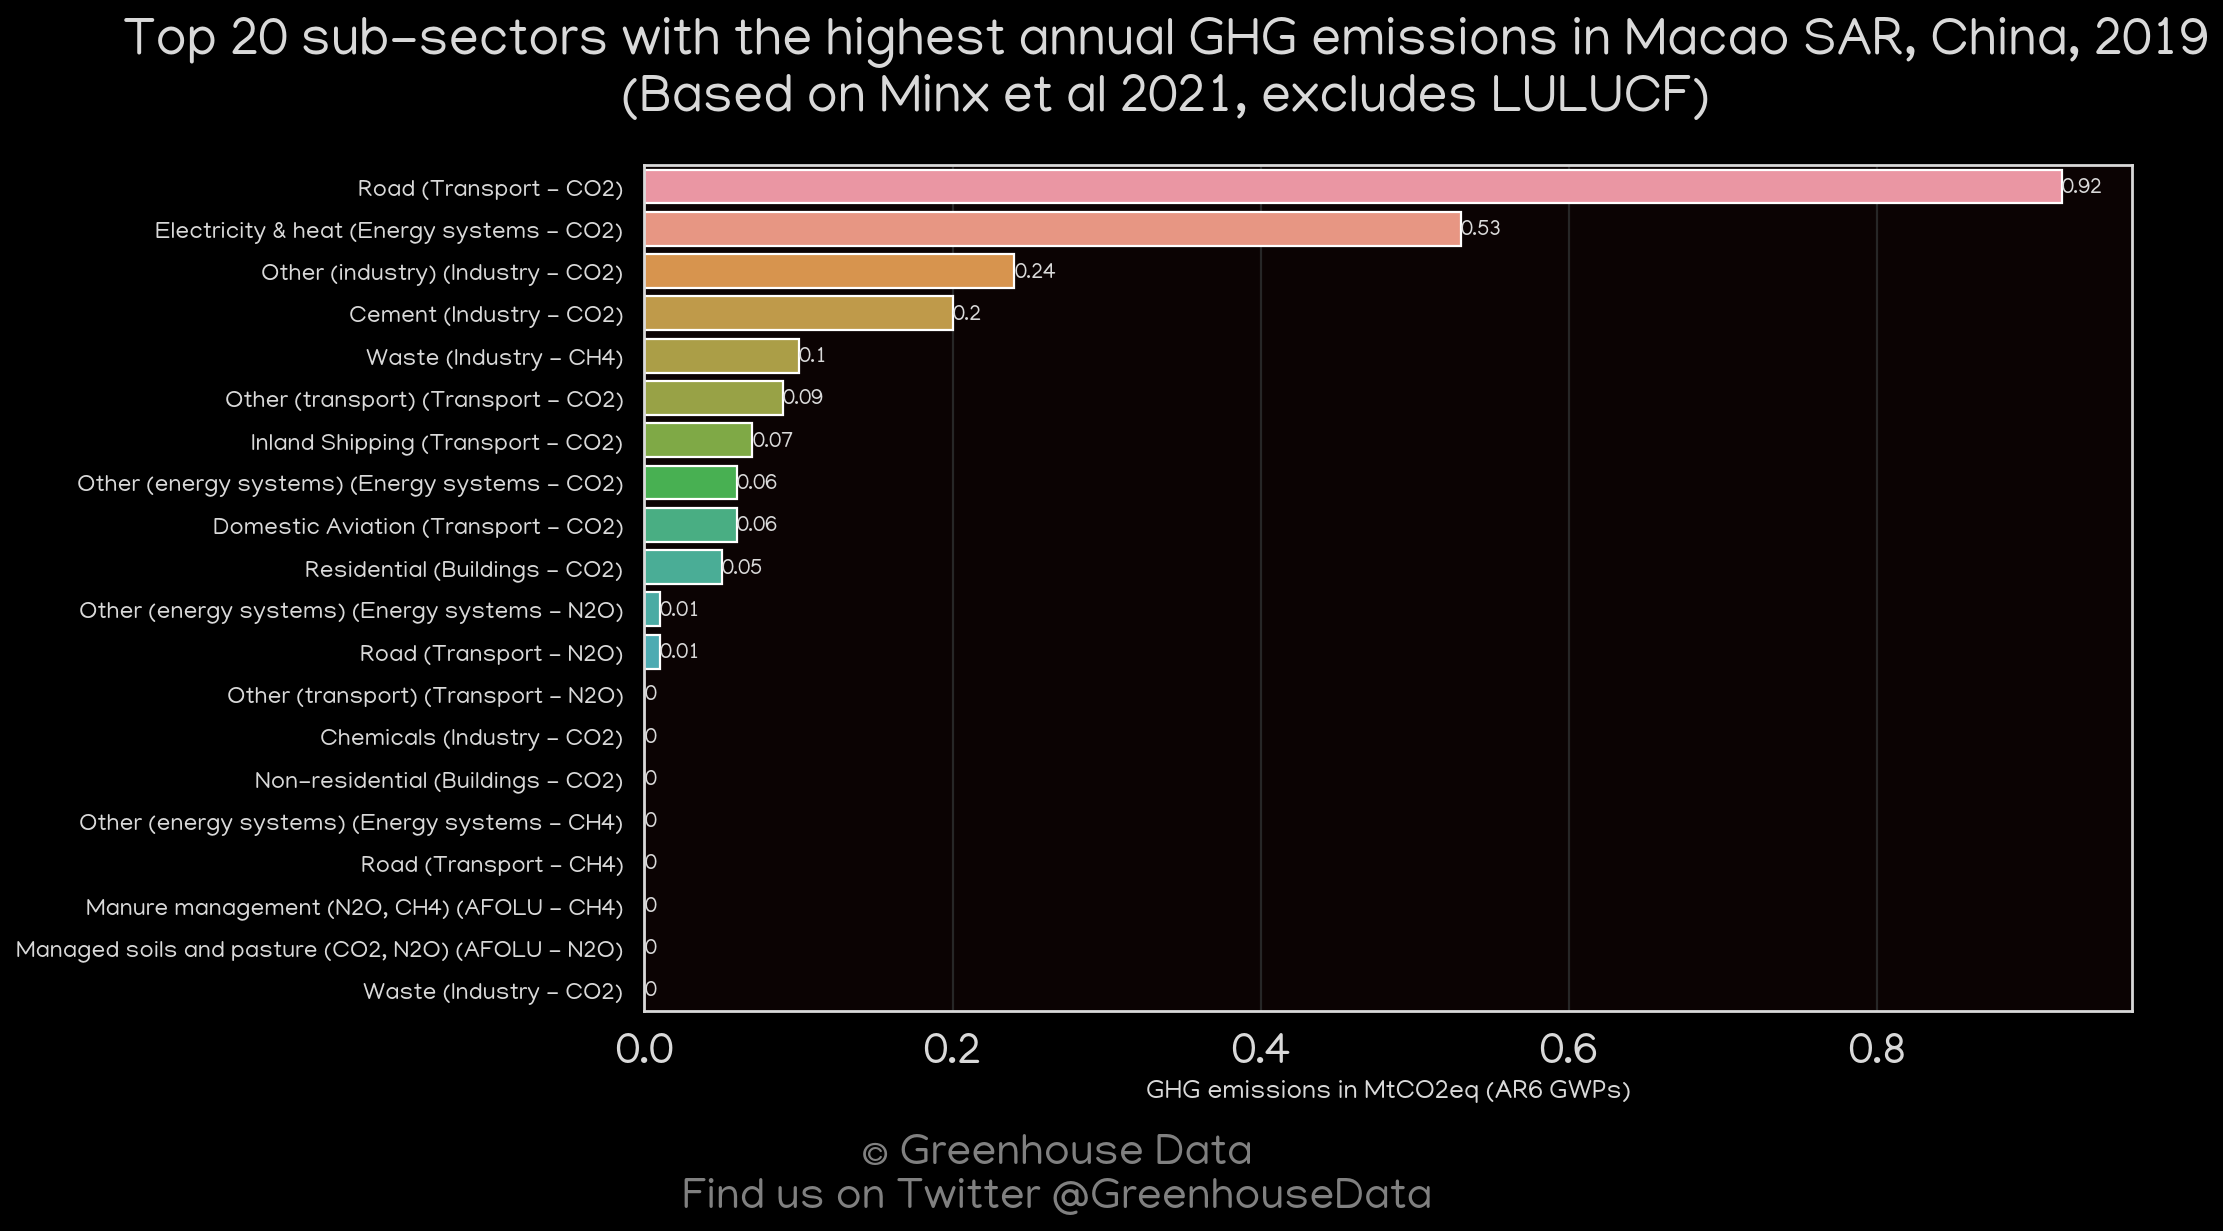 Top 20 sub-sectors with the highest annual GHG emissions in Macao SAR, China, 2019
(Based on Minx et al 2021, excludes LULUCF)
Road (Transport - CO2) 0.92
Electricity & heat (Energy systems - CO2) 0.53
Other (industry) (Industry - CO2) 0.24
Cement (Industry - CO2) 0.2
Waste (Industry - CH4) 0.1
Other (transport) (Transport - CO2) 0.09
Inland Shipping (Transport - CO2) 0.07
Other (energy systems) (Energy systems - CO2) 0.06
Domestic Aviation (Transport - CO2) 0.06
Residential (Buildings - CO2) 0.05
Other (energy systems) (Energy systems - N2O) 0.01
Road (Transport - N2O) 0.01
Other (transport) (Transport - N2O) 0
Chemicals (Industry - CO2) 0
Non-residential (Buildings - CO2) 0
Other (energy systems) (Energy systems - CH4) 0
Road (Transport - CH4) 0
Manure management (N2O, CH4) (AFOLU - CH4) 0
Managed soils and pasture (CO2, N2O) (AFOLU - N2O) 0
Waste (Industry - CO2) 0
0.0 0.2 0.4 0.6 0.8
GHG emissions in MtCO2eq (AR6 GWPs)
© Greenhouse Data
Find us on Twitter @GreenhouseData